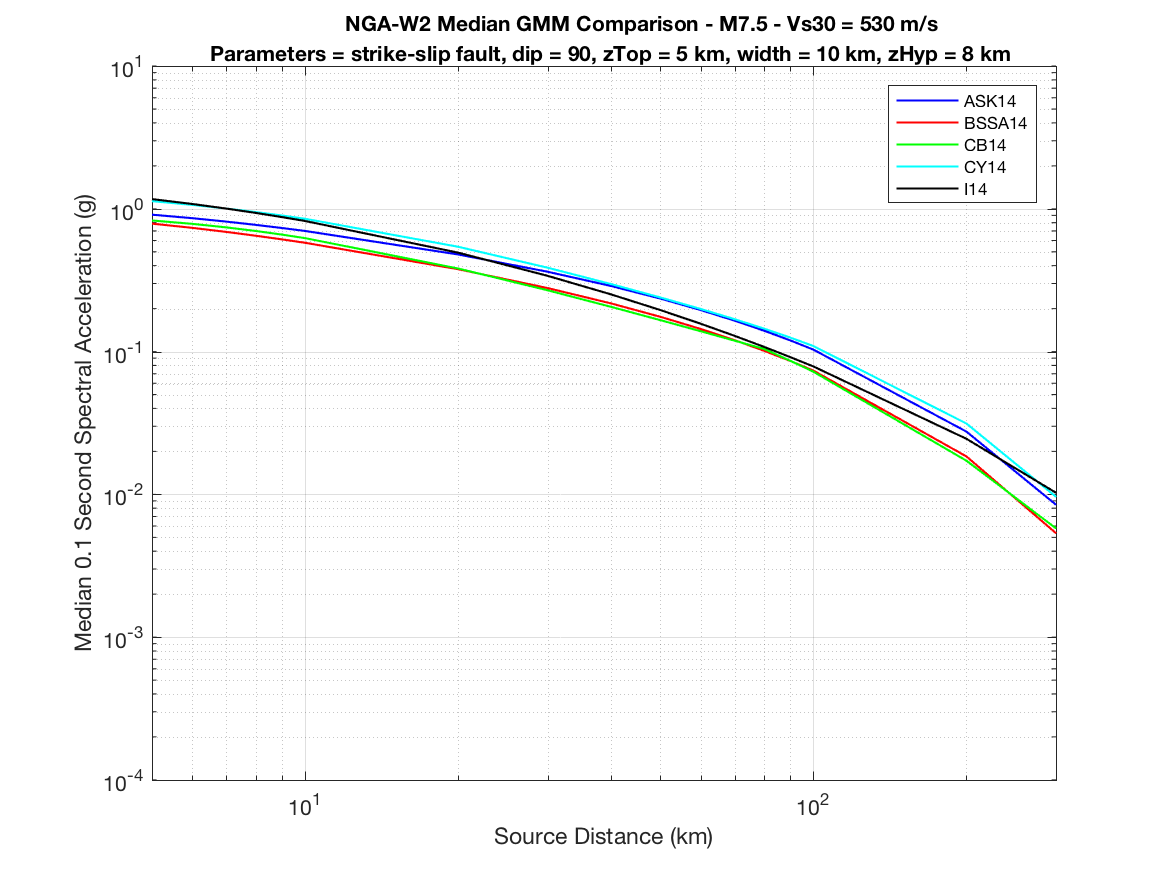 NGA-W2 Median GMM Comparison - M7.5 - Vs30 = 530 m/s
Parameters = strike-slip fault, dip = 90, zTop = 5 km, width = 10 km, zHyp = 8 km
ASK14
BSSA14
CB14
CY14
I14
Median 0.1 Second Spectral Acceleration (g)
10^1
10^0
10^-1
10^-2
10^-3
10^-4
10^1
10^2
Source Distance (km)